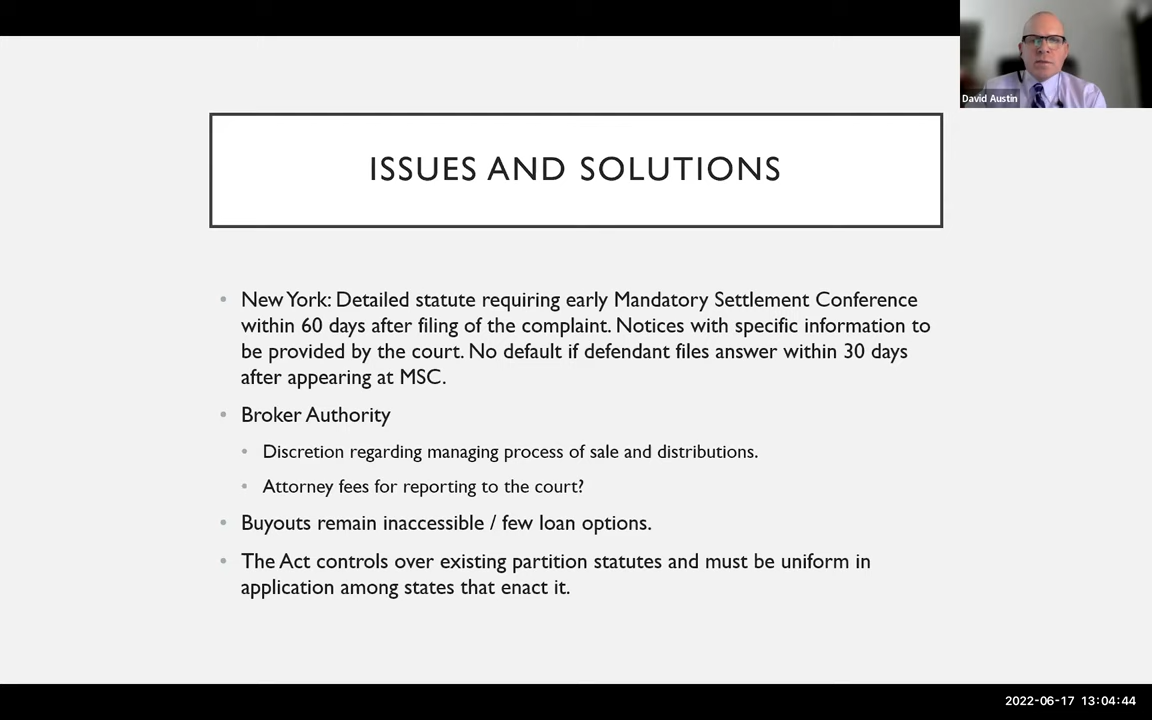 David Austin
ISSUES AND SOLUTIONS
• New York: Detailed statute requiring early Mandatory Settlement Conference
within 60 days after filing of the complaint. Notices with specific information to
be provided by the court. No default if defendant files answer within 30 days
after appearing at MSC.
• Broker Authority
• Discretion regarding managing process of sale and distributions.
• Attorney fees for reporting to the court?
• Buyouts remain inaccessible / few loan options.
• The Act controls over existing partition statutes and must be uniform in
application among states that enact it.
2022-06-17 13:04:44